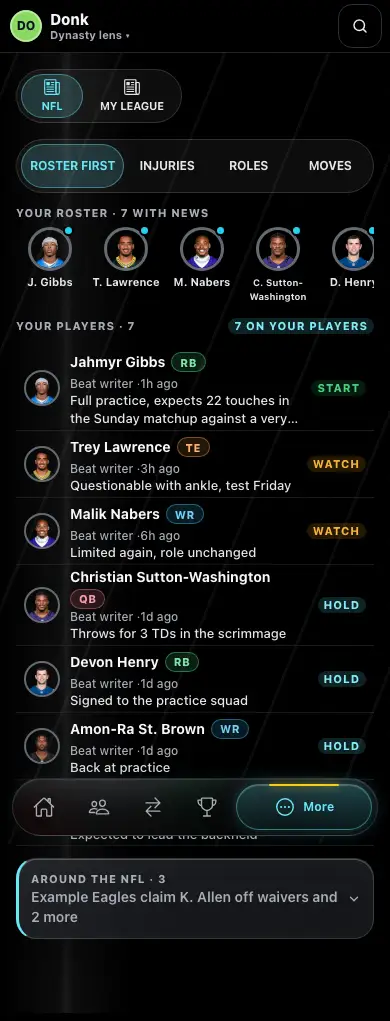 DO
Donk
Dynasty lens ▾
NFL
MY LEAGUE
ROSTER FIRST
INJURIES
ROLES
MOVES
YOUR ROSTER · 7 WITH NEWS
J. Gibbs
T. Lawrence
M. Nabers
C. Sutton-
Washington
D. Henry
YOUR PLAYERS · 7
7 ON YOUR PLAYERS
Jahmyr Gibbs RB
Beat writer ·1h ago
Full practice, expects 22 touches in
the Sunday matchup against a very...
START
Trey Lawrence TE
Beat writer ·3h ago
Questionable with ankle, test Friday
WATCH
Malik Nabers WR
Beat writer ·6h ago
Limited again, role unchanged
WATCH
Christian Sutton-Washington
QB
Beat writer ·1d ago
Throws for 3 TDs in the scrimmage
HOLD
Devon Henry RB
Beat writer ·1d ago
Signed to the practice squad
HOLD
Amon-Ra St. Brown WR
Beat writer ·1d ago
Back at practice
HOLD
More
Expected to lead the backfield
AROUND THE NFL · 3
Example Eagles claim K. Allen off waivers and
2 more